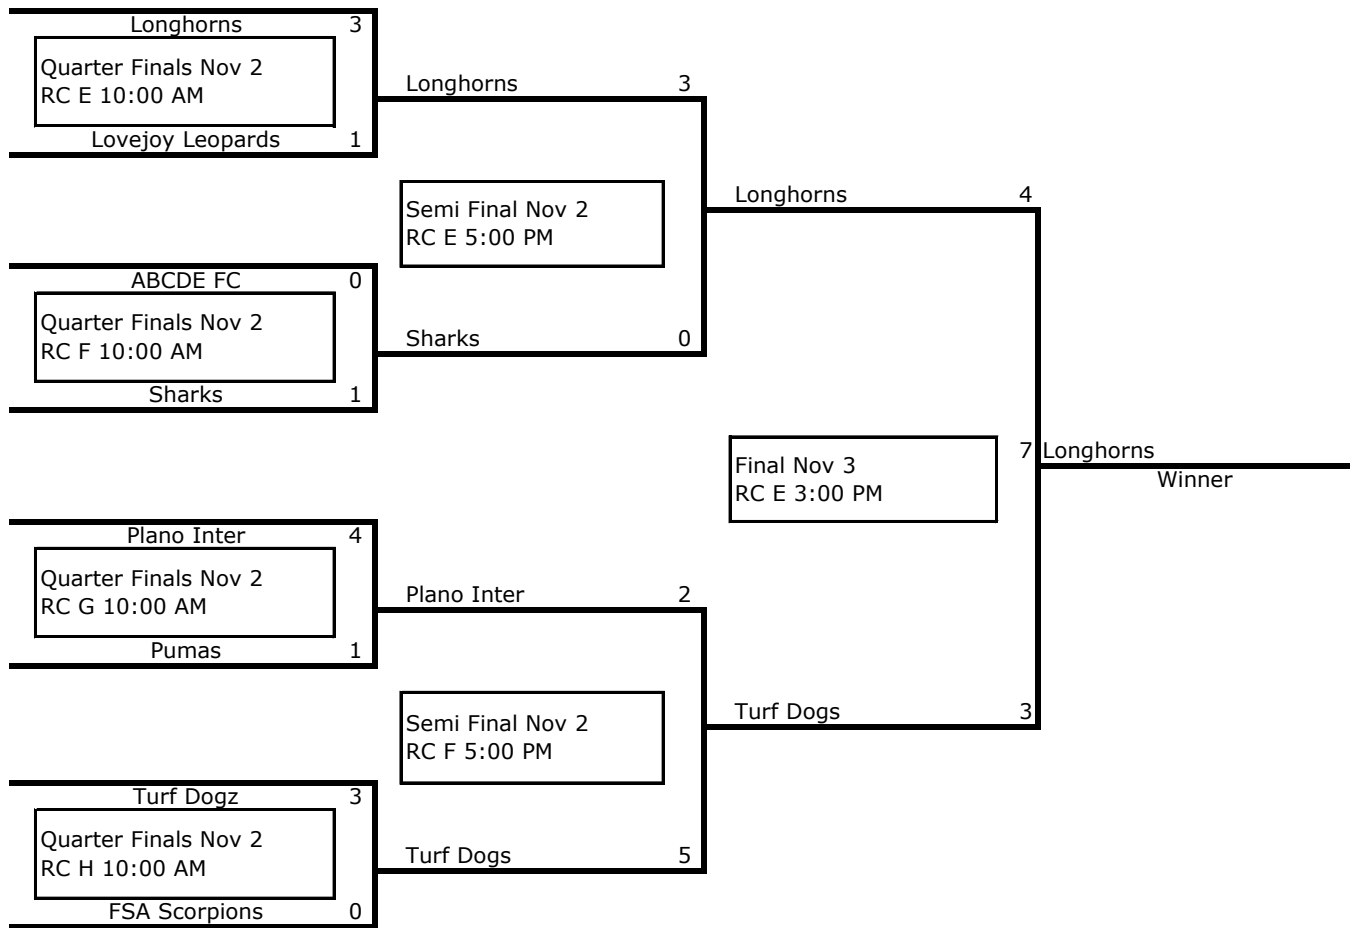 Longhorns 3
Quarter Finals Nov 2
RC E 10:00 AM
Lovejoy Leopards 1
Longhorns 3
Semi Final Nov 2
RC E 5:00 PM
ABCDE FC 0
Quarter Finals Nov 2
RC F 10:00 AM
Sharks 1
Sharks 0
Longhorns 4
Final Nov 3
RC E 3:00 PM
7 Longhorns
Winner
Plano Inter 4
Quarter Finals Nov 2
RC G 10:00 AM
Pumas 1
Plano Inter 2
Semi Final Nov 2
RC F 5:00 PM
Turf Dogs 3
Turf Dogz 3
Quarter Finals Nov 2
RC H 10:00 AM
FSA Scorpions 0
Turf Dogs 5